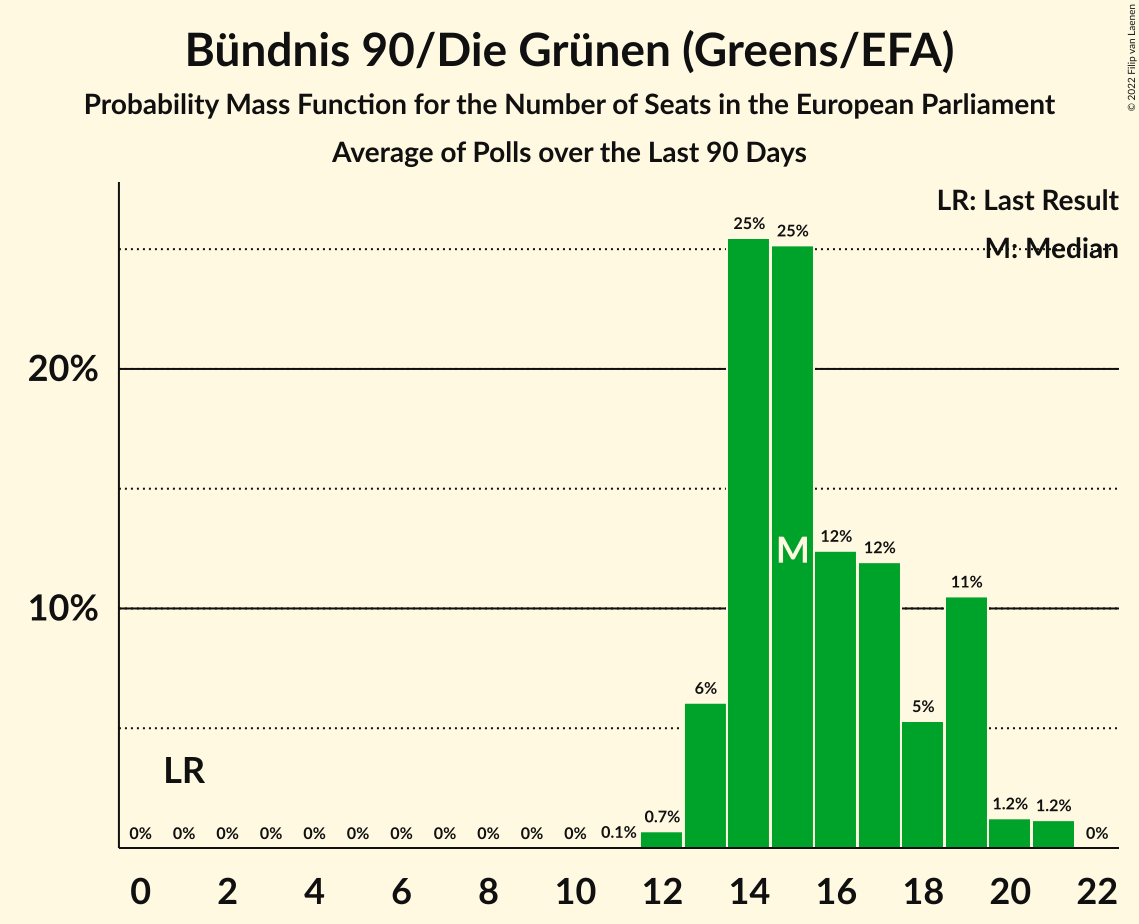 Bündnis 90/Die Grünen (Greens/EFA)
Probability Mass Function for the Number of Seats in the European Parliament
Average of Polls over the Last 90 Days
© 2022 Filip van Laenen
LR: Last Result
M: Median
25% 25%
20%
M
12% 12%
11%
10%
6%
5%
LR
0% 0% 0% 0% 0% 0% 0% 0% 0% 0% 0% 0.1% 0.7% 1.2% 1.2% 0%
0 2 4 6 8 10 12 14 16 18 20 22